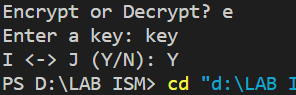 Encrypt or Decrypt? e
Enter a key: key
I <-> J (Y/N): Y
PS D:\LAB ISM> cd "d:\LAB I